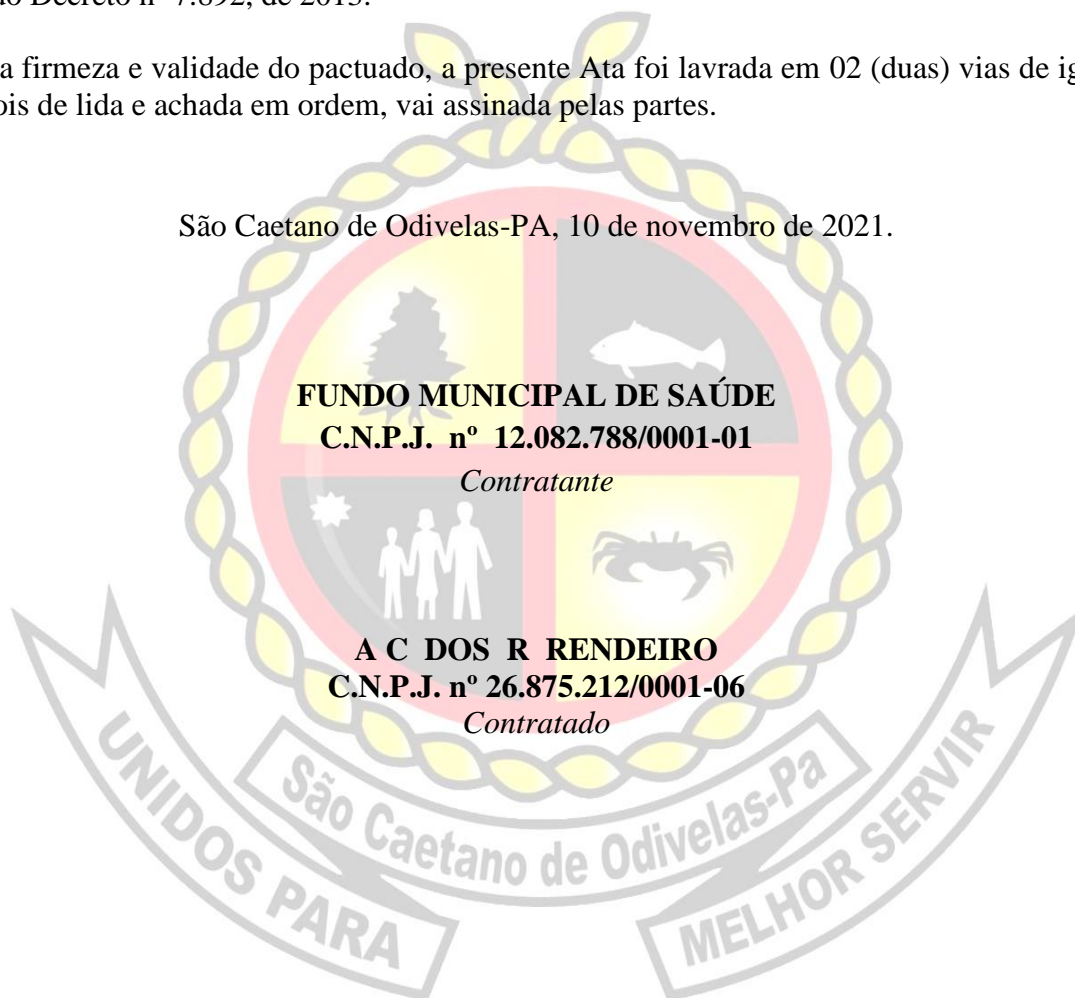 do Decreto nº 7.892, de 2013.
a firmeza e validade do pactuado, a presente Ata foi lavrada em 02 (duas) vias de
ois de lida e achada em ordem, vai assinada pelas partes.
São Caetano de Odivelas-PA, 10 de novembro de 2021.
FUNDO MUNICIPAL DE SAÚDE
C.N.P.J. nº 12.082.788/0001-01
Contratante
A C DOS R RENDEIRO
C.N.P.J. nº 26.875.212/0001-06
Contratado
UNIDOS PARA
São Caetano de Odivelas-Pa
MELHOR SERVIR